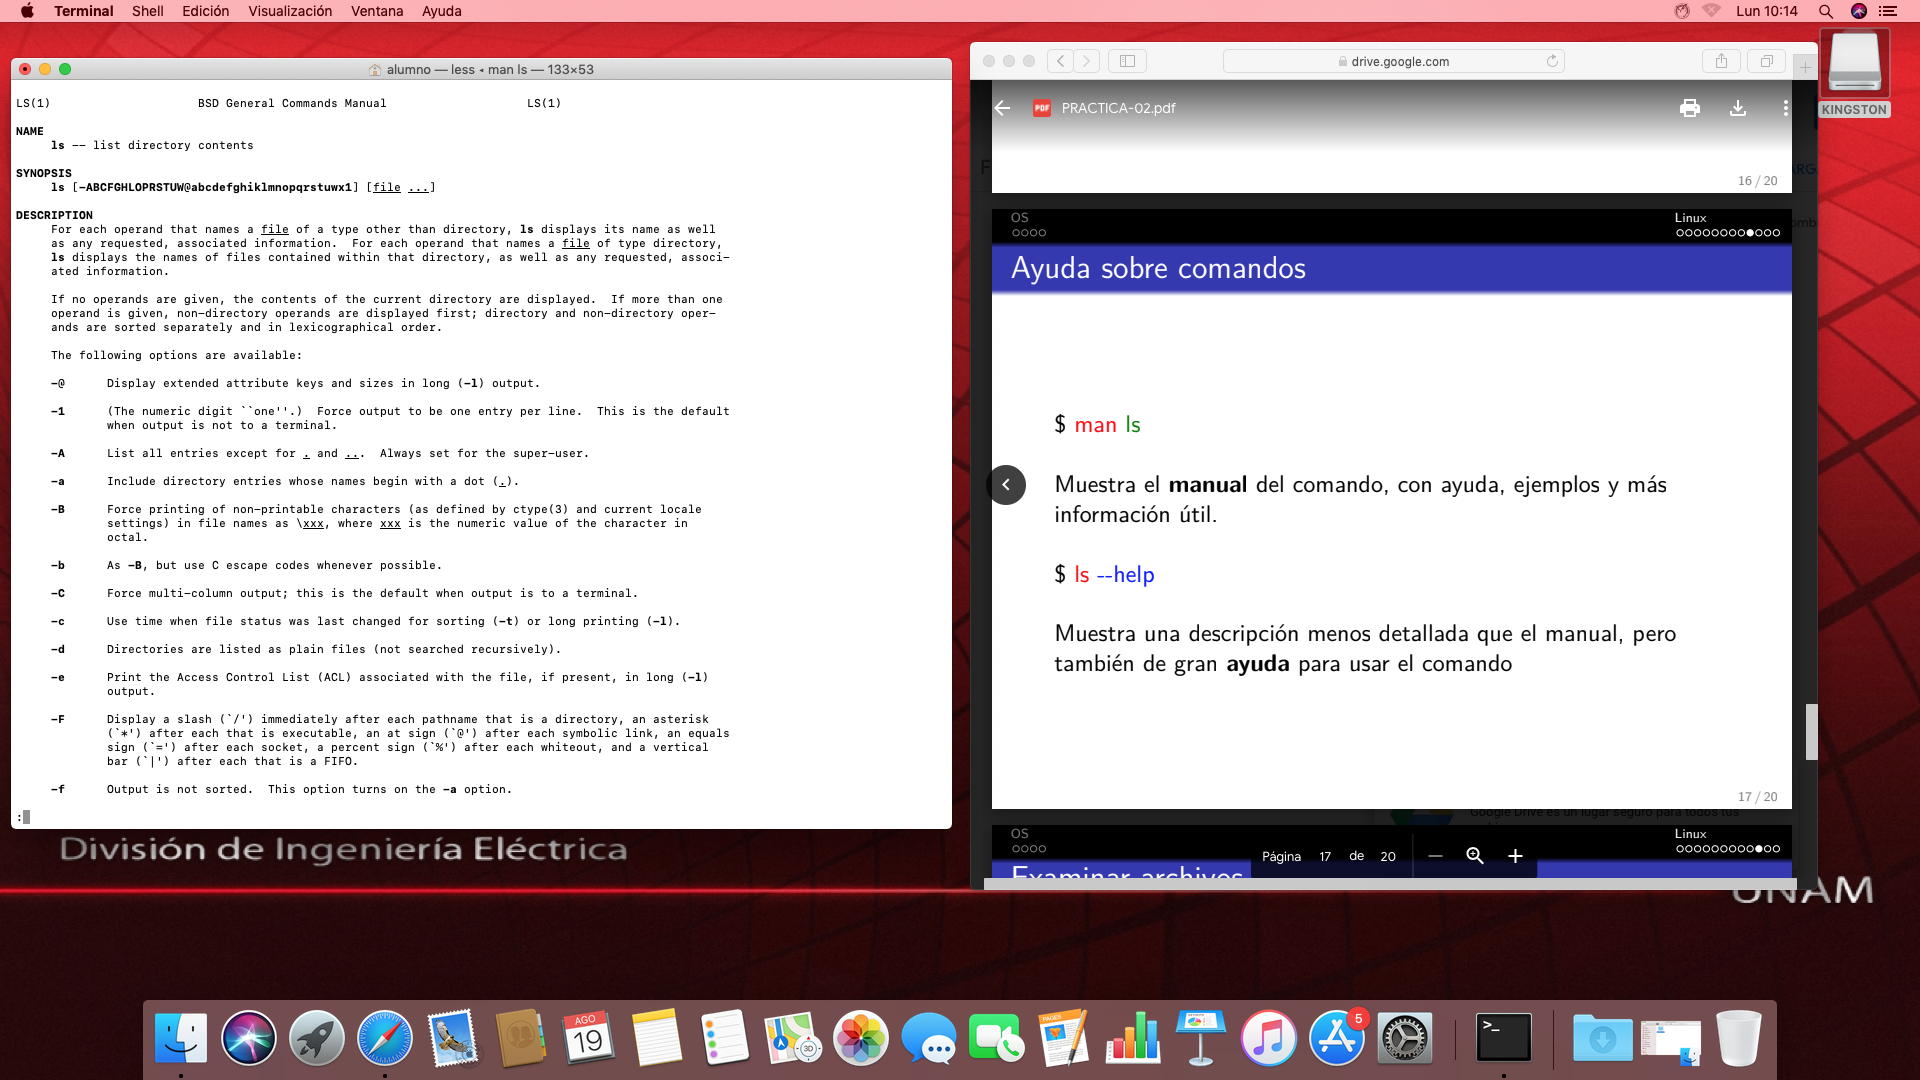 Terminal Shell Edición Visualización Ventana Ayuda
Lun 10:14
alumno — less ◂ man ls — 133×53
LS(1) BSD General Commands Manual LS(1)
NAME
ls -- list directory contents
SYNOPSIS
ls [-ABCFGHLOPRSTUW@abcdefghiklmnopqrstuwx1] [file ...]
DESCRIPTION
For each operand that names a file of a type other than directory, ls displays its name as well
as any requested, associated information. For each operand that names a file of type directory,
ls displays the names of files contained within that directory, as well as any requested, associ-
ated information.
If no operands are given, the contents of the current directory are displayed. If more than one
operand is given, non-directory operands are displayed first; directory and non-directory oper-
ands are sorted separately and in lexicographical order.
The following options are available:
-@ Display extended attribute keys and sizes in long (-l) output.
-1 (The numeric digit ``one''.) Force output to be one entry per line. This is the default
when output is not to a terminal.
-A List all entries except for . and ... Always set for the super-user.
-a Include directory entries whose names begin with a dot (.).
-B Force printing of non-printable characters (as defined by ctype(3) and current locale
settings) in file names as \xxx, where xxx is the numeric value of the character in
octal.
-b As -B, but use C escape codes whenever possible.
-C Force multi-column output; this is the default when output is to a terminal.
-c Use time when file status was last changed for sorting (-t) or long printing (-l).
-d Directories are listed as plain files (not searched recursively).
-e Print the Access Control List (ACL) associated with the file, if present, in long (-l)
output.
-F Display a slash (`/') immediately after each pathname that is a directory, an asterisk
(`*') after each that is executable, an at sign (`@') after each symbolic link, an equals
sign (`=') after each socket, a percent sign (`%') after each whiteout, and a vertical
bar (`|') after each that is a FIFO.
-f Output is not sorted. This option turns on the -a option.
:
drive.google.com
PDF PRACTICA-02.pdf
16 / 20
OS Linux
Ayuda sobre comandos
$ man ls
Muestra el manual del comando, con ayuda, ejemplos y más
información útil.
$ ls --help
Muestra una descripción menos detallada que el manual, pero
también de gran ayuda para usar el comando
17 / 20
Google Drive es un lugar seguro para todos tus
OS Linux
Examinar archivos
Página 17 de 20
KINGSTON
División de Ingeniería Eléctrica
UNAM
AGO
19
3D
PAGES
5
>_